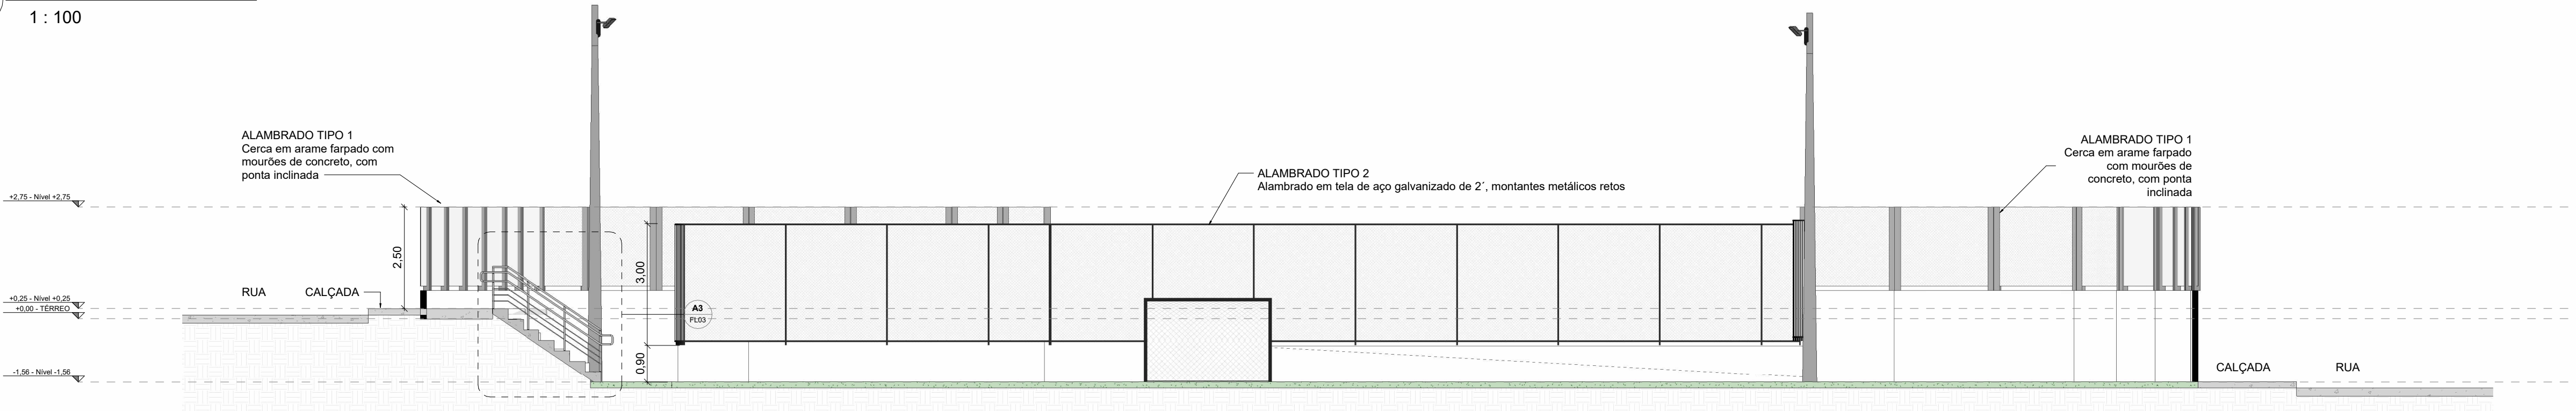 1 : 100
ALAMBRADO TIPO 1
Cerca em arame farpado com
mourões de concreto, com
ponta inclinada
ALAMBRADO TIPO 2
Alambrado em tela de aço galvanizado de 2´, montantes metálicos retos
ALAMBRADO TIPO 1
Cerca em arame farpado
com mourões de
concreto, com ponta
inclinada
+2,75 - Nível +2,75
2,50
3,00
RUA
CALÇADA
+0,25 - Nível +0,25
+0,00 - TÉRREO
A3
FL03
0,90
-1,56 - Nível -1,56
CALÇADA
RUA